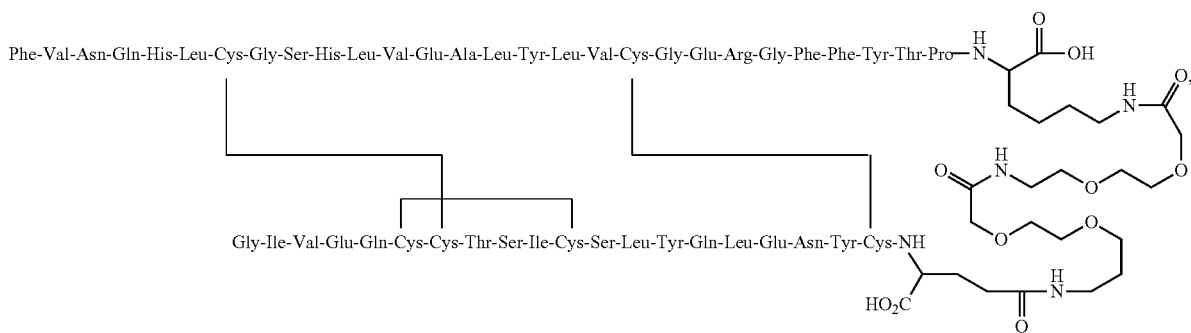 Phe-Val-Asn-Gln-His-Leu-Cys-Gly-Ser-His-Leu-Val-Glu-Ala-Leu-Tyr-Leu-Val-Cys-Gly-Glu-Arg-Gly-Phe-Phe-Tyr-Thr-Pro
H
N
O
OH
H
N
O,
O
H
N
O
O
O
O
Gly-Ile-Val-Glu-Gln-Cys-Cys-Thr-Ser-Ile-Cys-Ser-Leu-Tyr-Gln-Leu-Glu-Asn-Tyr-Cys-NH
HO₂C
O
N
H